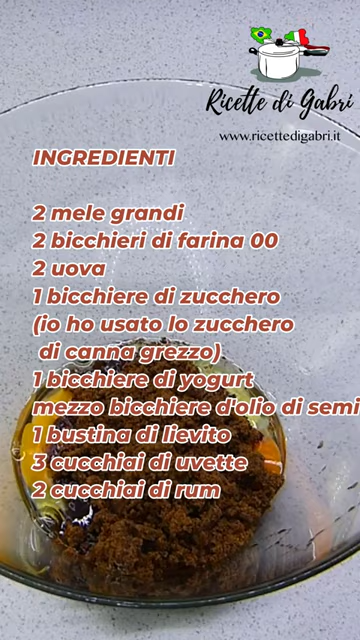 Ricette di Gabri
www.ricettedigabri.it
INGREDIENTI
2 mele grandi
2 bicchieri di farina 00
2 uova
1 bicchiere di zucchero
(io ho usato lo zucchero
di canna grezzo)
1 bicchiere di yogurt
mezzo bicchiere d'olio di semi
1 bustina di lievito
3 cucchiai di uvette
2 cucchiai di rum